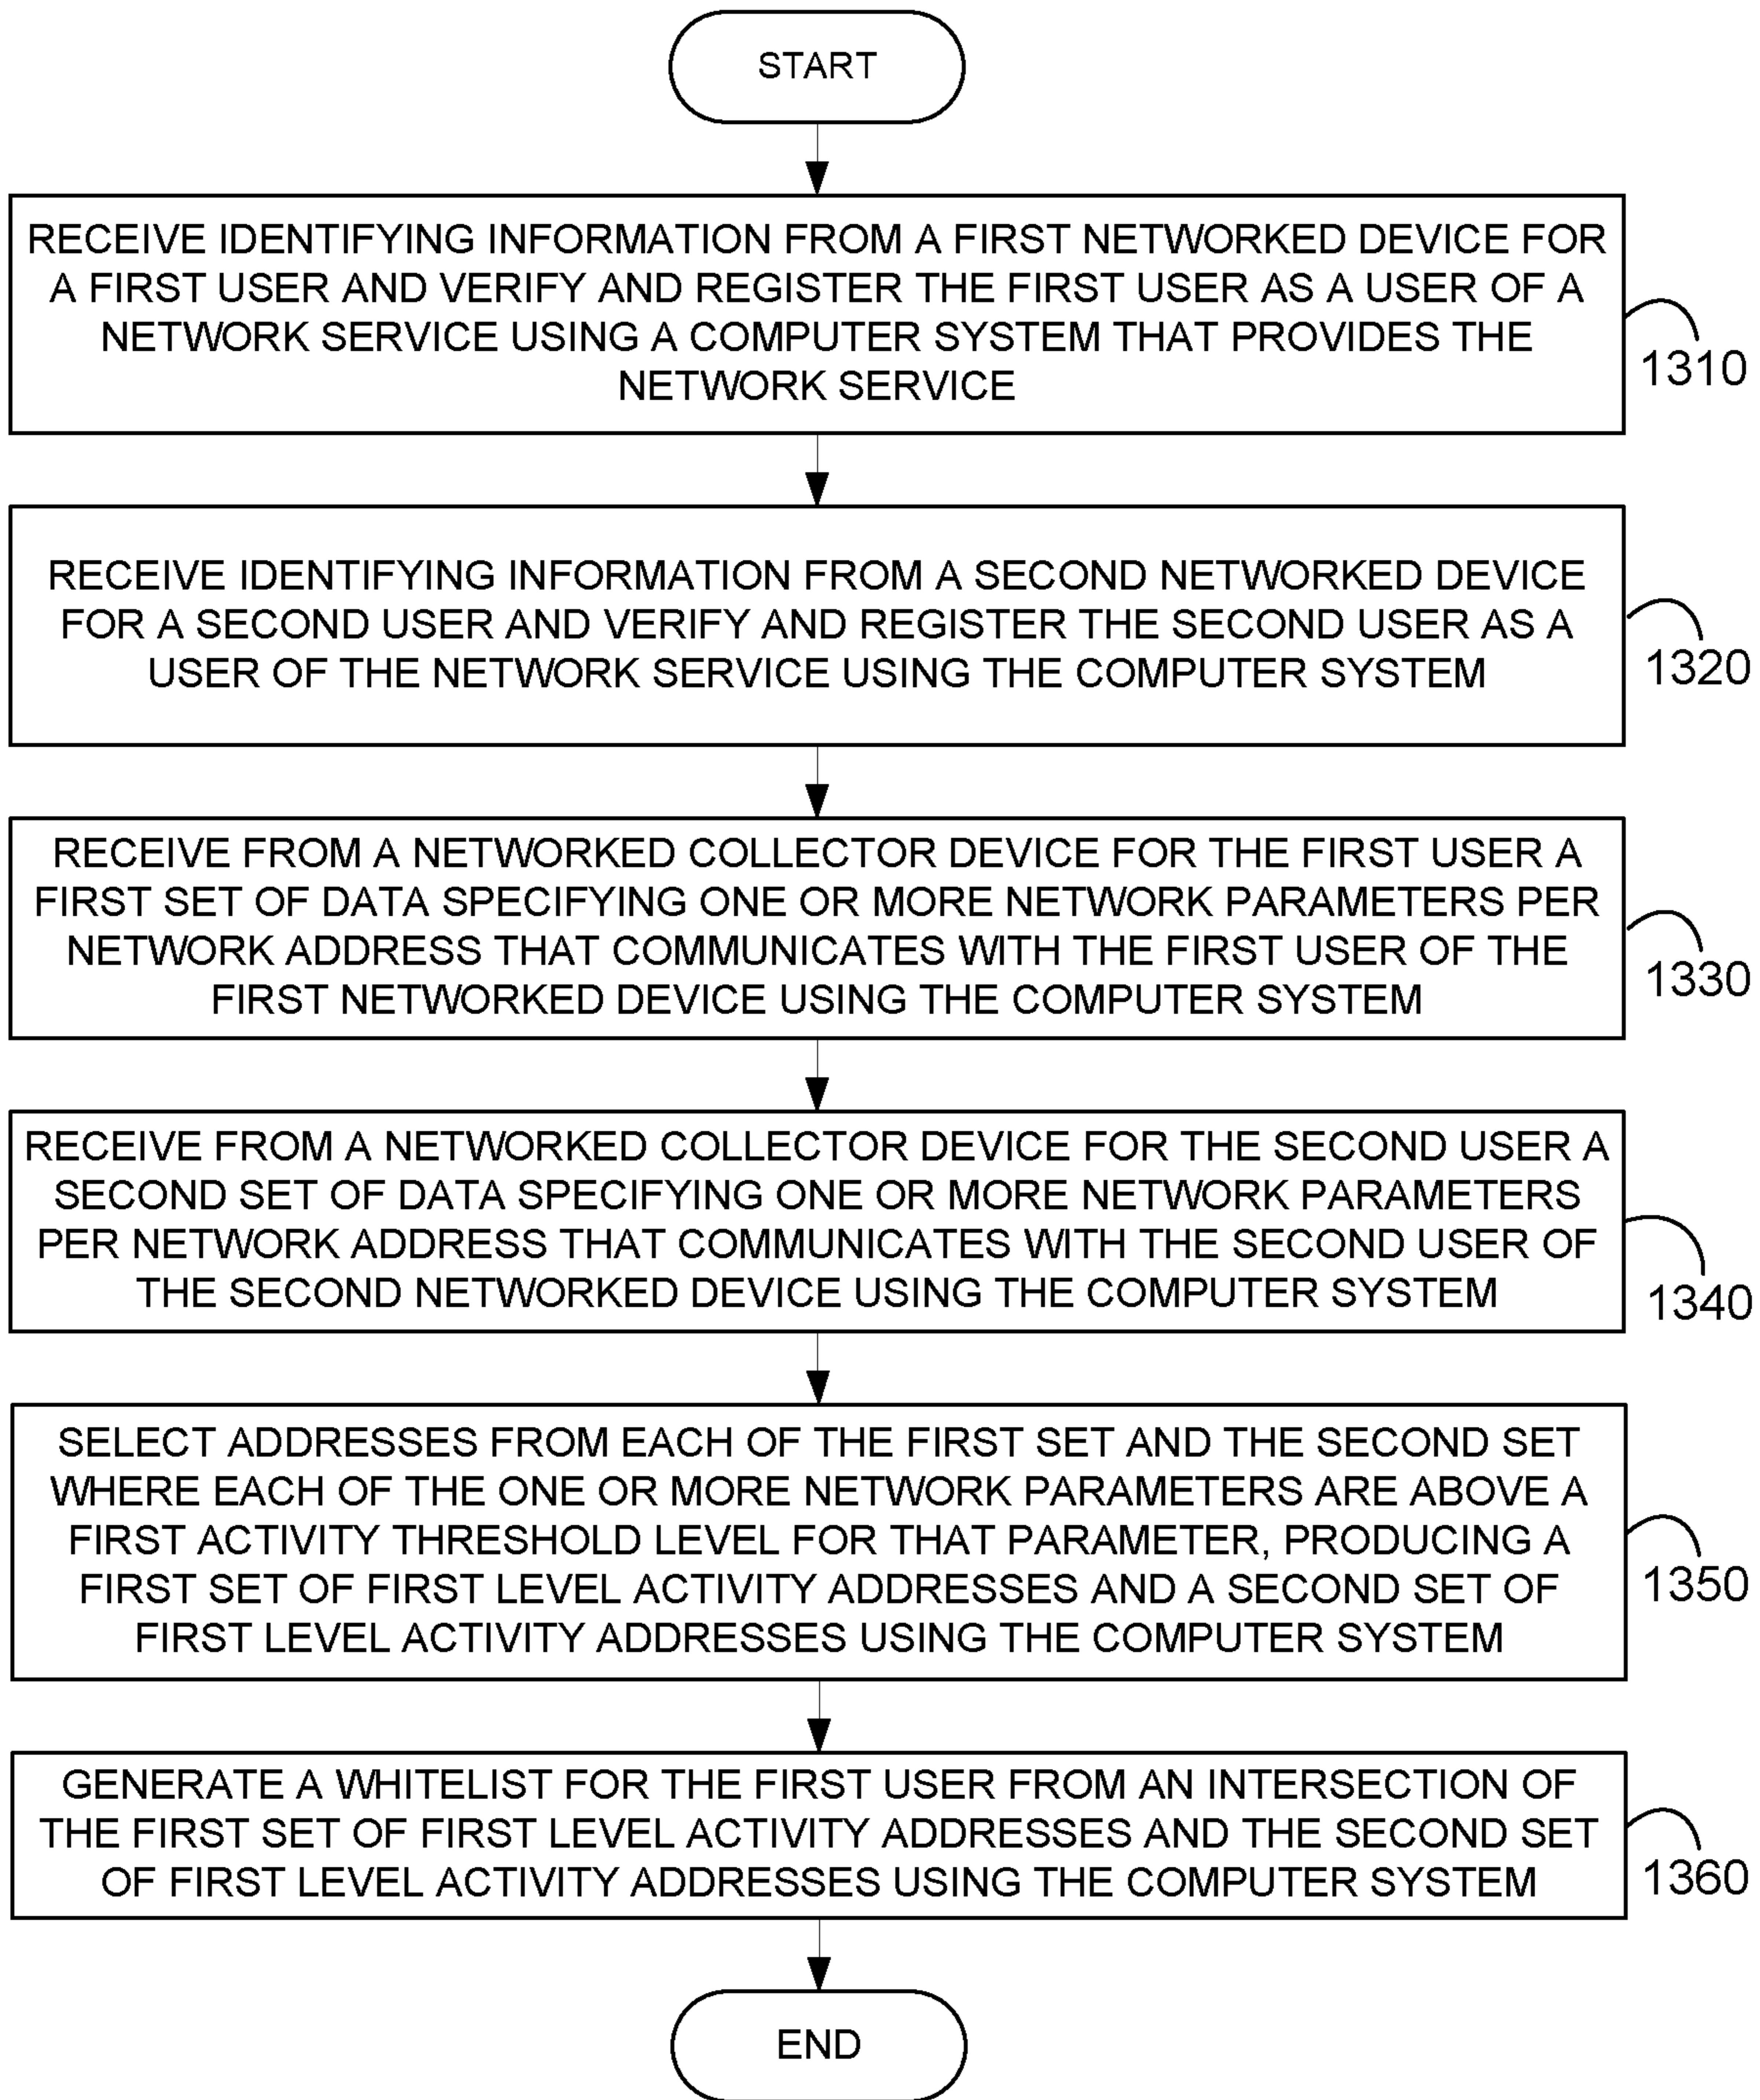 START
RECEIVE IDENTIFYING INFORMATION FROM A FIRST NETWORKED DEVICE FOR
A FIRST USER AND VERIFY AND REGISTER THE FIRST USER AS A USER OF A
NETWORK SERVICE USING A COMPUTER SYSTEM THAT PROVIDES THE
NETWORK SERVICE
1310
RECEIVE IDENTIFYING INFORMATION FROM A SECOND NETWORKED DEVICE
FOR A SECOND USER AND VERIFY AND REGISTER THE SECOND USER AS A
USER OF THE NETWORK SERVICE USING THE COMPUTER SYSTEM
1320
RECEIVE FROM A NETWORKED COLLECTOR DEVICE FOR THE FIRST USER A
FIRST SET OF DATA SPECIFYING ONE OR MORE NETWORK PARAMETERS PER
NETWORK ADDRESS THAT COMMUNICATES WITH THE FIRST USER OF THE
FIRST NETWORKED DEVICE USING THE COMPUTER SYSTEM
1330
RECEIVE FROM A NETWORKED COLLECTOR DEVICE FOR THE SECOND USER A
SECOND SET OF DATA SPECIFYING ONE OR MORE NETWORK PARAMETERS
PER NETWORK ADDRESS THAT COMMUNICATES WITH THE SECOND USER OF
THE SECOND NETWORKED DEVICE USING THE COMPUTER SYSTEM
1340
SELECT ADDRESSES FROM EACH OF THE FIRST SET AND THE SECOND SET
WHERE EACH OF THE ONE OR MORE NETWORK PARAMETERS ARE ABOVE A
FIRST ACTIVITY THRESHOLD LEVEL FOR THAT PARAMETER, PRODUCING A
FIRST SET OF FIRST LEVEL ACTIVITY ADDRESSES AND A SECOND SET OF
FIRST LEVEL ACTIVITY ADDRESSES USING THE COMPUTER SYSTEM
1350
GENERATE A WHITELIST FOR THE FIRST USER FROM AN INTERSECTION OF
THE FIRST SET OF FIRST LEVEL ACTIVITY ADDRESSES AND THE SECOND SET
OF FIRST LEVEL ACTIVITY ADDRESSES USING THE COMPUTER SYSTEM
1360
END